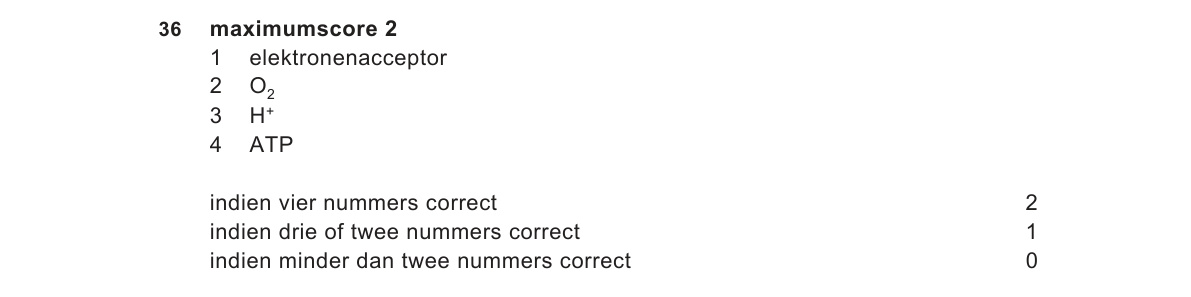 36 maximumscore 2
1 elektronenacceptor
2 O₂
3 H⁺
4 ATP
indien vier nummers correct 2
indien drie of twee nummers correct 1
indien minder dan twee nummers correct 0